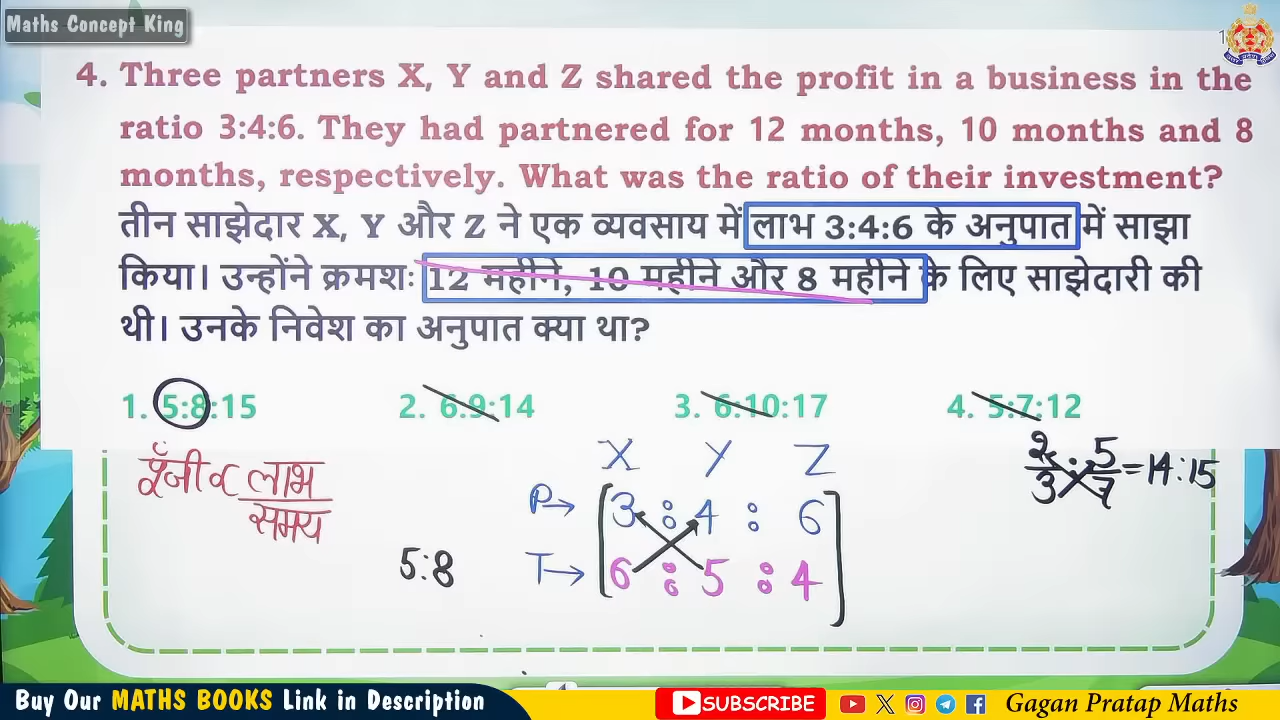 Maths Concept King
4. Three partners X, Y and Z shared the profit in a business in the
ratio 3:4:6. They had partnered for 12 months, 10 months and 8
months, respectively. What was the ratio of their investment?
तीन साझेदार X, Y और Z ने एक व्यवसाय में लाभ 3:4:6 के अनुपात में साझा
किया। उन्होंने क्रमशः 12 महीने, 10 महीने और 8 महीने के लिए साझेदारी की
थी। उनके निवेश का अनुपात क्या था?
1. 5:8:15 2. 6:9:14 3. 6:10:17 4. 5:7:12
पूँजी ∝ लाभ/समय
X Y Z
P→ 3 : 4 : 6
T→ 6 : 5 : 4
5:8
2/3 : 5/7 = 14:15
Buy Our MATHS BOOKS Link in Description SUBSCRIBE Gagan Pratap Maths